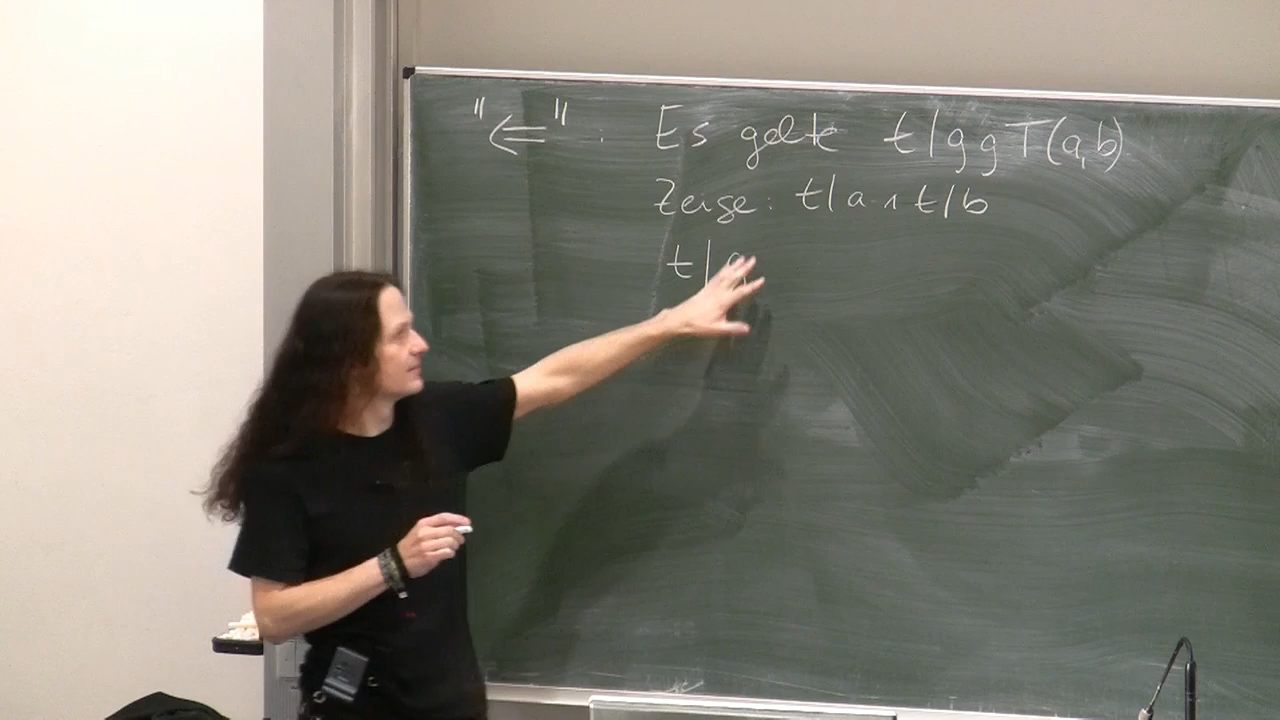 "⇐" : Es gelte t|ggT(a,b)
Zeige: t|a ∧ t|b
t|g